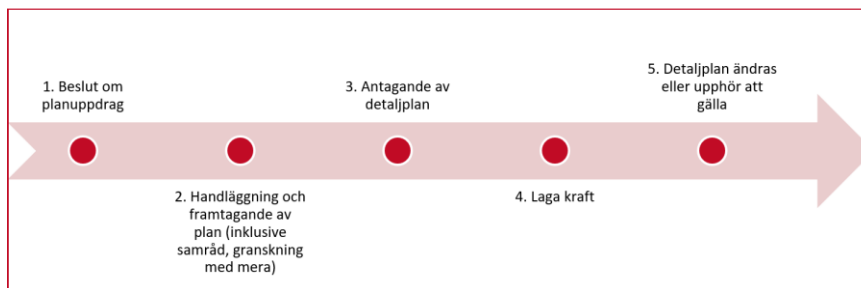 1. Beslut om
planuppdrag
2. Handläggning och
framtagande av
plan (inklusive
samråd, granskning
med mera)
3. Antagande av
detaljplan
4. Laga kraft
5. Detaljplan ändras
eller upphör att
gälla